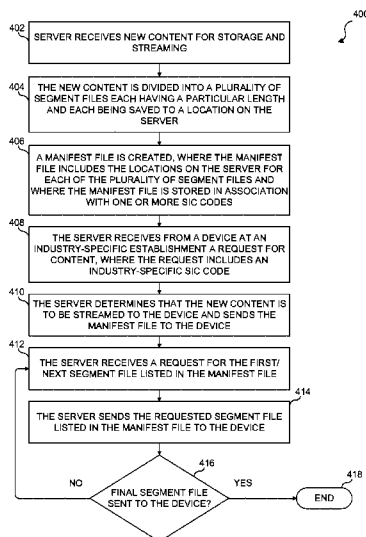 400
402
SERVER RECEIVES NEW CONTENT FOR STORAGE AND
STREAMING
404
THE NEW CONTENT IS DIVIDED INTO A PLURALITY OF
SEGMENT FILES EACH HAVING A PARTICULAR LENGTH
AND EACH BEING SAVED TO A LOCATION ON THE
SERVER
406
A MANIFEST FILE IS CREATED, WHERE THE MANIFEST
FILE INCLUDES THE LOCATIONS ON THE SERVER FOR
EACH OF THE PLURALITY OF SEGMENT FILES AND
WHERE THE MANIFEST FILE IS STORED IN ASSOCIATION
WITH ONE OR MORE SIC CODES
408
THE SERVER RECEIVES FROM A DEVICE AT AN
INDUSTRY-SPECIFIC ESTABLISHMENT A REQUEST FOR
CONTENT, WHERE THE REQUEST INCLUDES AN
INDUSTRY-SPECIFIC SIC CODE
410
THE SERVER DETERMINES THAT THE NEW CONTENT IS
TO BE STREAMED TO THE DEVICE AND SENDS THE
MANIFEST FILE TO THE DEVICE
412
THE SERVER RECEIVES A REQUEST FOR THE FIRST/
NEXT SEGMENT FILE LISTED IN THE MANIFEST FILE
414
THE SERVER SENDS THE REQUESTED SEGMENT FILE
LISTED IN THE MANIFEST FILE TO THE DEVICE
416
NO
FINAL SEGMENT FILE
SENT TO THE DEVICE?
YES
418
END